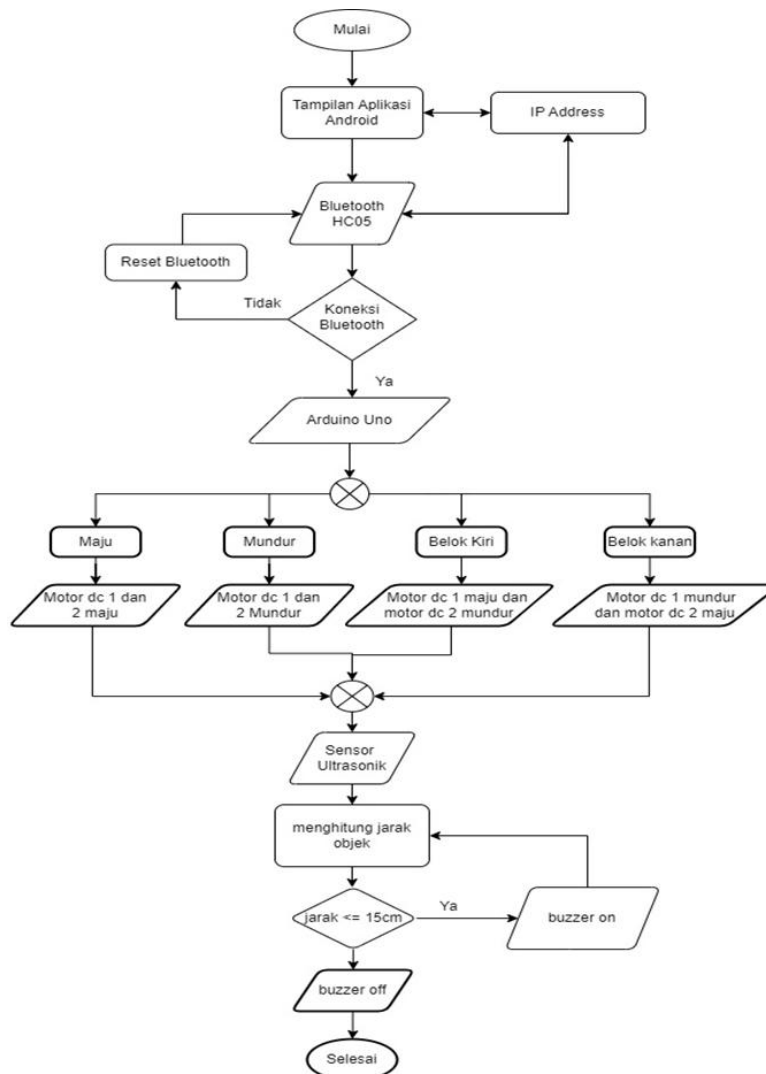 Mulai
Tampilan Aplikasi
Android
IP Address
Bluetooth
HC05
Reset Bluetooth
Tidak
Koneksi
Bluetooth
Ya
Arduino Uno
Maju
Mundur
Belok Kiri
Belok kanan
Motor dc 1 dan
2 maju
Motor dc 1 dan
2 Mundur
Motor dc 1 maju dan
motor dc 2 mundur
Motor dc 1 mundur
dan motor dc 2 maju
Sensor
Ultrasonik
menghitung jarak
objek
jarak <= 15cm
Ya
buzzer on
buzzer off
Selesai